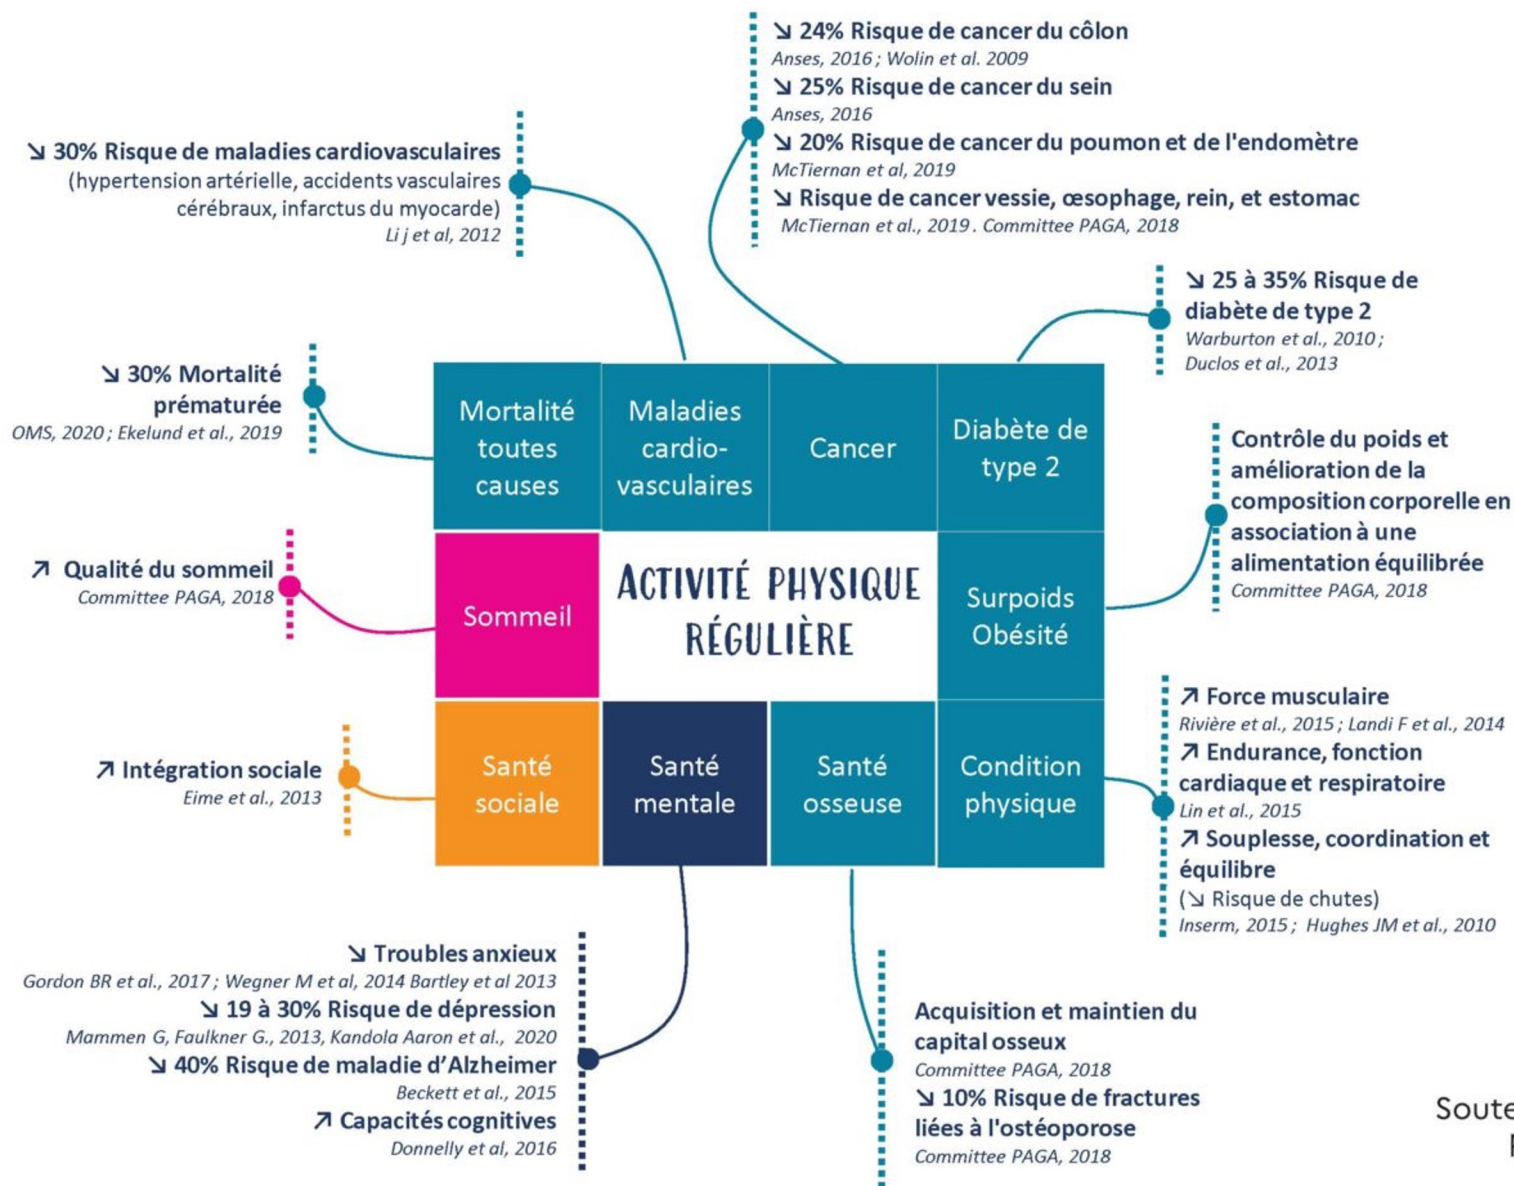 ↘ 24% Risque de cancer du côlon
Anses, 2016 ; Wolin et al. 2009
↘ 25% Risque de cancer du sein
Anses, 2016
↘ 20% Risque de cancer du poumon et de l'endomètre
McTiernan et al, 2019
↘ Risque de cancer vessie, œsophage, rein, et estomac
McTiernan et al., 2019 . Committee PAGA, 2018
↘ 30% Risque de maladies cardiovasculaires
(hypertension artérielle, accidents vasculaires
cérébraux, infarctus du myocarde)
Li j et al, 2012
↘ 25 à 35% Risque de
diabète de type 2
Warburton et al., 2010 ;
Duclos et al., 2013
↘ 30% Mortalité
prématurée
OMS, 2020 ; Ekelund et al., 2019
Mortalité
toutes
causes
Maladies
cardio-
vasculaires
Cancer
Diabète de
type 2
Contrôle du poids et
amélioration de la
composition corporelle en
association à une
alimentation équilibrée
Committee PAGA, 2018
↗ Qualité du sommeil
Committee PAGA, 2018
Sommeil
ACTIVITÉ PHYSIQUE
RÉGULIÈRE
Surpoids
Obésité
↗ Intégration sociale
Eime et al., 2013
Santé
sociale
Santé
mentale
Santé
osseuse
Condition
physique
↗ Force musculaire
Rivière et al., 2015 ; Landi F et al., 2014
↗ Endurance, fonction
cardiaque et respiratoire
Lin et al., 2015
↗ Souplesse, coordination et
équilibre
(↘ Risque de chutes)
Inserm, 2015 ; Hughes JM et al., 2010
↘ Troubles anxieux
Gordon BR et al., 2017 ; Wegner M et al, 2014 Bartley et al 2013
↘ 19 à 30% Risque de dépression
Mammen G, Faulkner G., 2013, Kandola Aaron et al., 2020
↘ 40% Risque de maladie d’Alzheimer
Beckett et al., 2015
↗ Capacités cognitives
Donnelly et al, 2016
Acquisition et maintien du
capital osseux
Committee PAGA, 2018
↘ 10% Risque de fractures
liées à l'ostéoporose
Committee PAGA, 2018
Soute